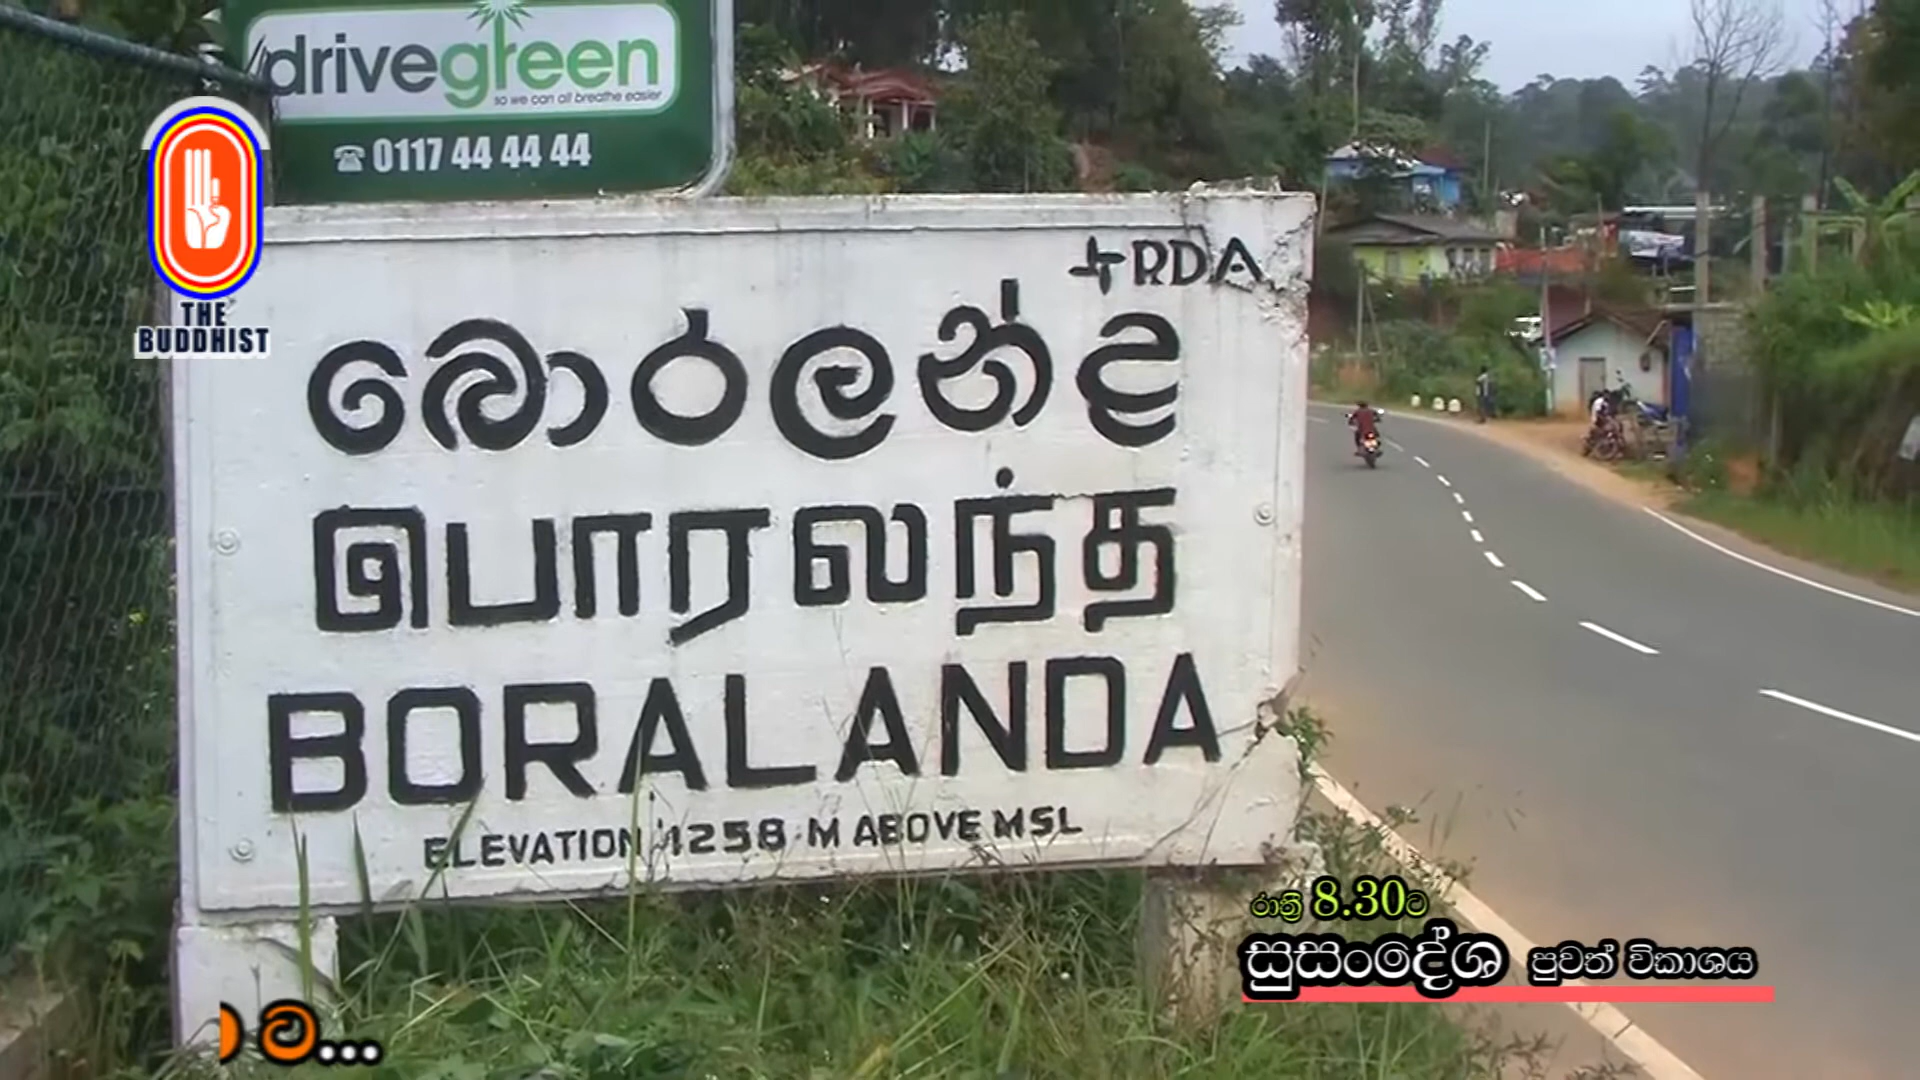 drivegreen
so we can all breathe easier
☎ 0117 44 44 44
THE
BUDDHIST
RDA
බොරලන්ද
பொரலந்த
BORALANDA
ELEVATION 1258 M ABOVE MSL
රාත්‍රී 8.30ට
සුසංදේශ පුවත් විකාශය
ට...